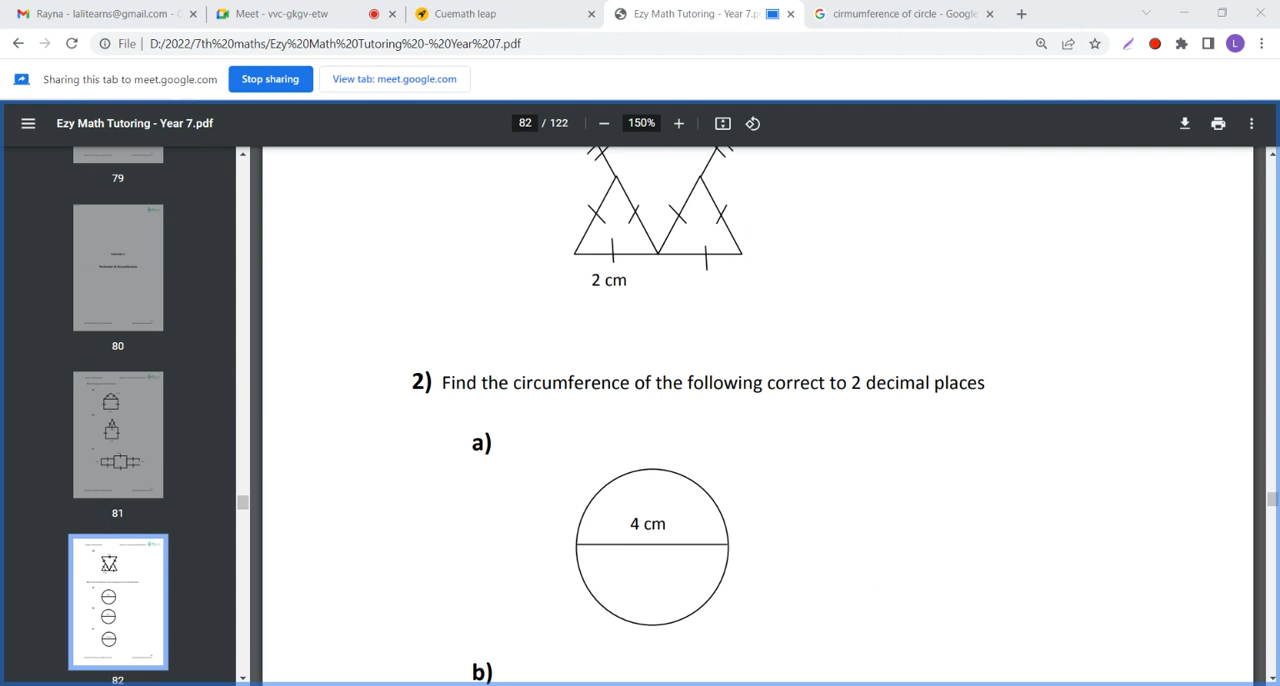 Rayna - lalitearns@gmail.com - G
Meet - vvc-gkgv-etw
Cuemath leap
Ezy Math Tutoring - Year 7.p
cirmumference of circle - Google
File
D:/2022/7th%20maths/Ezy%20Math%20Tutoring%20-%20Year%207.pdf
L
Sharing this tab to meet.google.com
Stop sharing
View tab: meet.google.com
Ezy Math Tutoring - Year 7.pdf
82 / 122
150%
79
80
81
82
2 cm
2) Find the circumference of the following correct to 2 decimal places
a)
4 cm
b)